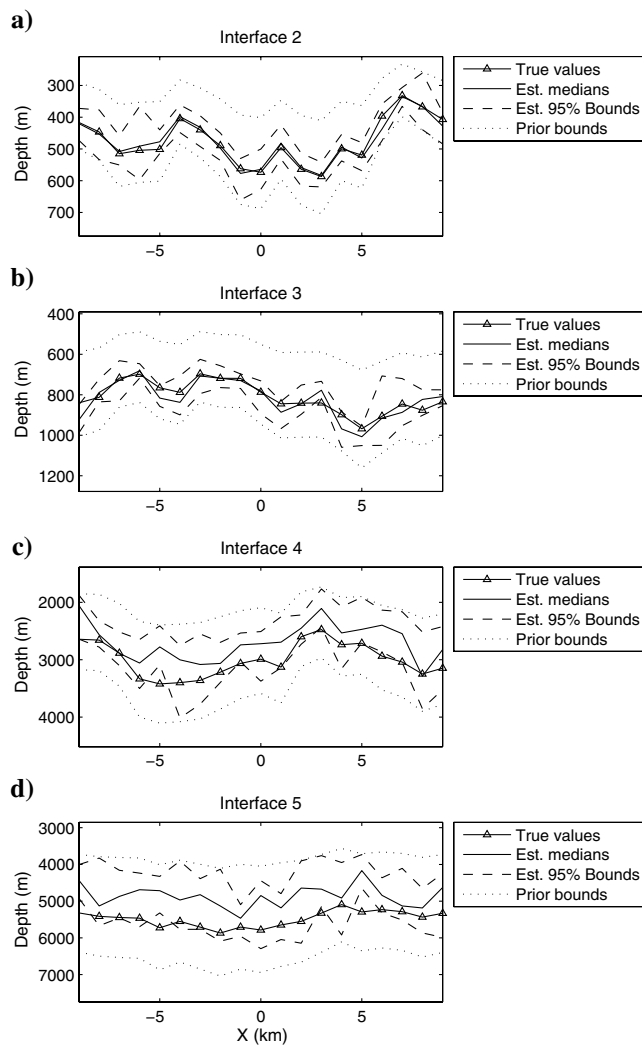 a)
Interface 2
Depth (m)
300
400
500
600
700
−5
0
5
True values
Est. medians
Est. 95% Bounds
Prior bounds
b)
Interface 3
Depth (m)
400
600
800
1000
1200
−5
0
5
True values
Est. medians
Est. 95% Bounds
Prior bounds
c)
Interface 4
Depth (m)
2000
3000
4000
−5
0
5
True values
Est. medians
Est. 95% Bounds
Prior bounds
d)
Interface 5
Depth (m)
3000
4000
5000
6000
7000
−5
0
5
X (km)
True values
Est. medians
Est. 95% Bounds
Prior bounds